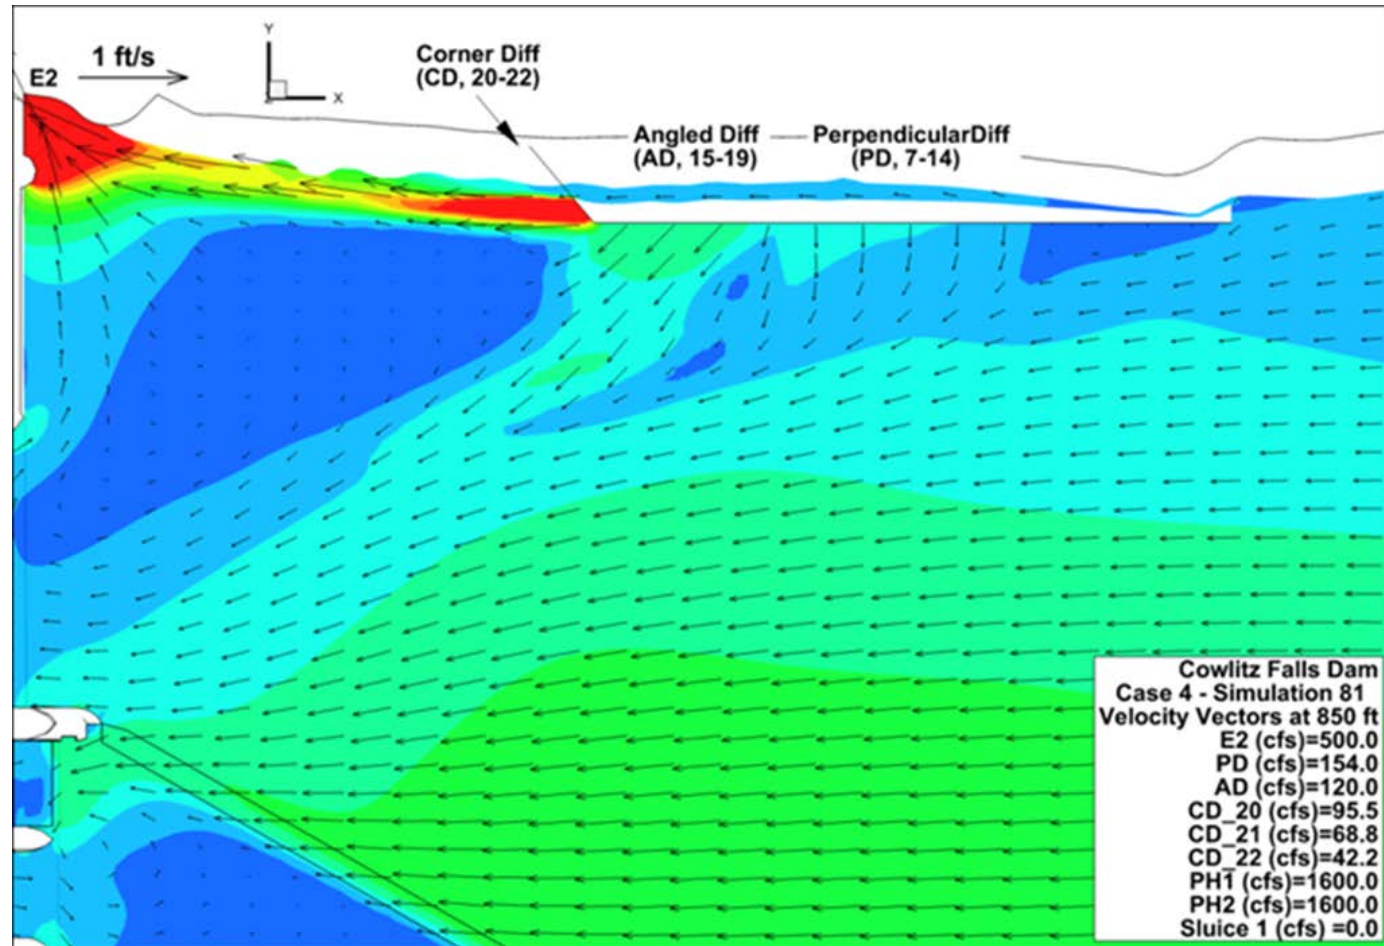 Y
1 ft/s
E2
Z
X
Corner Diff
(CD, 20-22)
Angled Diff
(AD, 15-19)
PerpendicularDiff
(PD, 7-14)
Cowlitz Falls Dam
Case 4 - Simulation 81
Velocity Vectors at 850 ft
E2 (cfs)=500.0
PD (cfs)=154.0
AD (cfs)=120.0
CD_20 (cfs)=95.5
CD_21 (cfs)=68.8
CD_22 (cfs)=42.2
PH1 (cfs)=1600.0
PH2 (cfs)=1600.0
Sluice 1 (cfs) =0.0